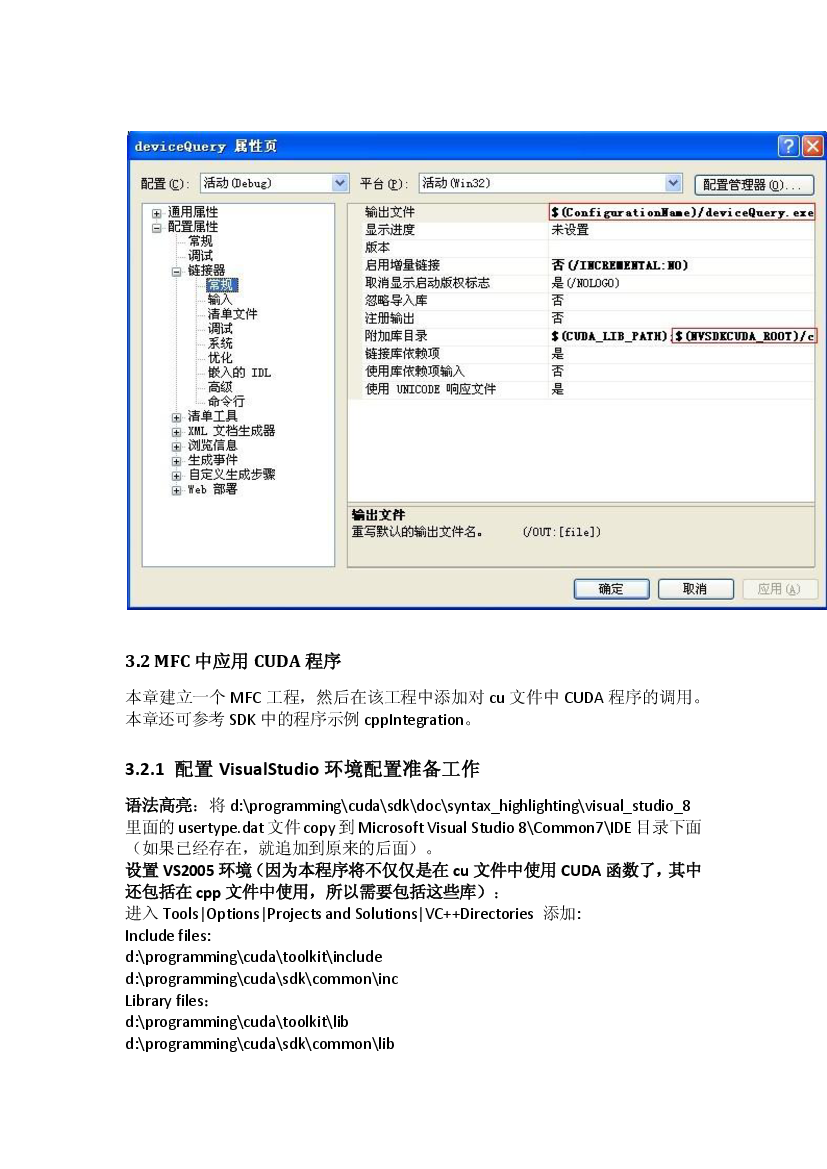 deviceQuery 属性页
配置(C): 活动(Debug) 平台(P): 活动(Win32) 配置管理器(O)...
通用属性
配置属性
常规
调试
链接器
常规
输入
清单文件
调试
系统
优化
嵌入的 IDL
高级
命令行
清单工具
XML 文档生成器
浏览信息
生成事件
自定义生成步骤
Web 部署
输出文件 $(ConfigurationName)/deviceQuery.exe
显示进度 未设置
版本
启用增量链接 否 (/INCREMENTAL:NO)
取消显示启动版权标志 是(/NOLOGO)
忽略导入库 否
注册输出 否
附加库目录 $(CUDA_LIB_PATH);$(NVSDKCUDA_ROOT)/c
链接库依赖项 是
使用库依赖项输入 否
使用 UNICODE 响应文件 是
输出文件
重写默认的输出文件名。 (/OUT:[file])
确定 取消 应用(A)
3.2 MFC 中应用 CUDA 程序
本章建立一个 MFC 工程，然后在该工程中添加对 cu 文件中 CUDA 程序的调用。
本章还可参考 SDK 中的程序示例 cppIntegration。
3.2.1 配置 VisualStudio 环境配置准备工作
语法高亮：将 d:\programming\cuda\sdk\doc\syntax_highlighting\visual_studio_8
里面的 usertype.dat 文件 copy 到 Microsoft Visual Studio 8\Common7\IDE 目录下面
（如果已经存在，就追加到原来的后面）。
设置 VS2005 环境（因为本程序将不仅仅是在 cu 文件中使用 CUDA 函数了，其中
还包括在 cpp 文件中使用，所以需要包括这些库）：
进入 Tools|Options|Projects and Solutions|VC++Directories 添加:
Include files:
d:\programming\cuda\toolkit\include
d:\programming\cuda\sdk\common\inc
Library files：
d:\programming\cuda\toolkit\lib
d:\programming\cuda\sdk\common\lib